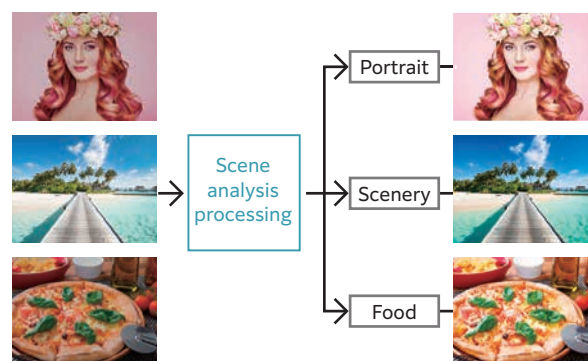 Scene
analysis
processing
Portrait
Scenery
Food